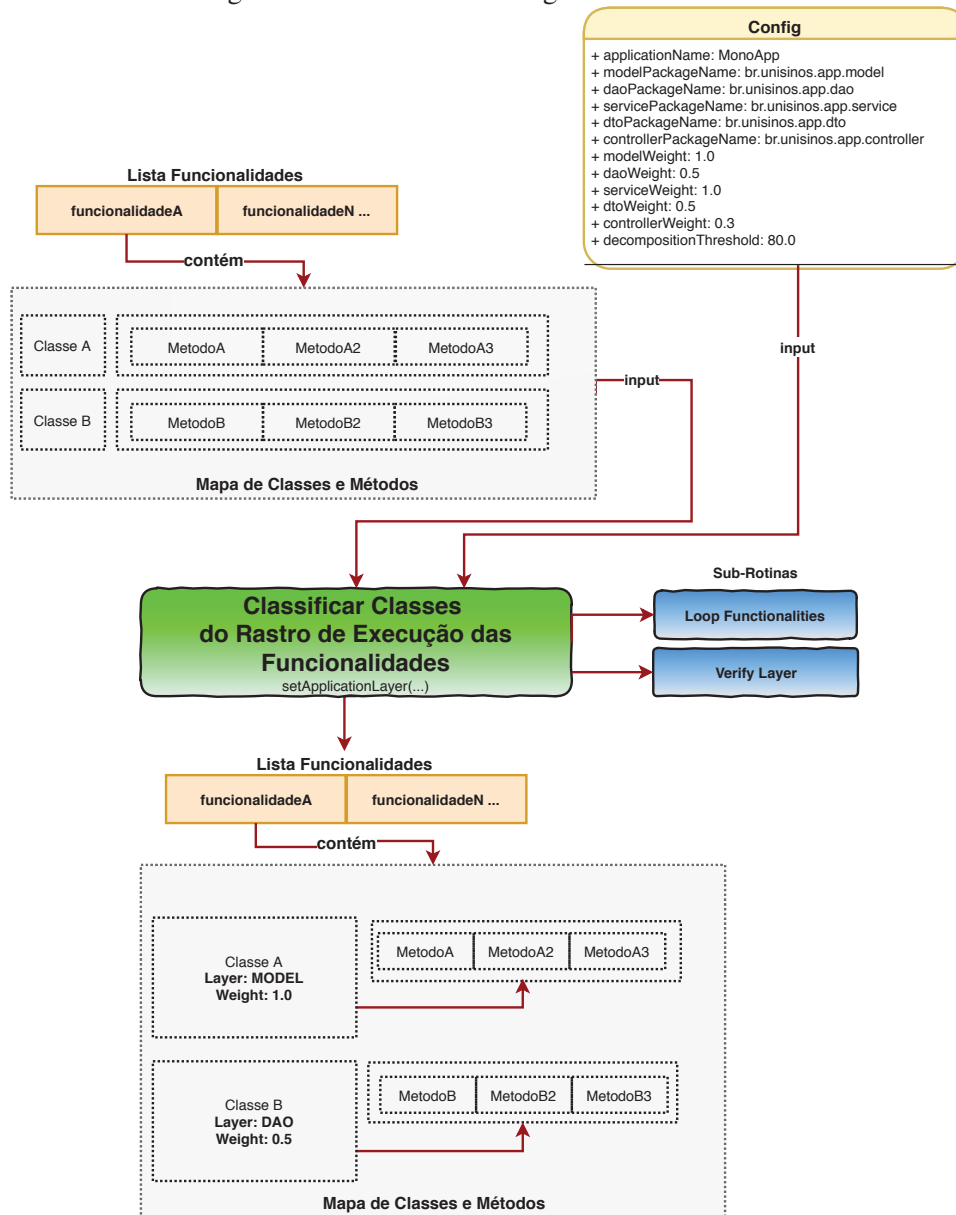 Config
+ applicationName: MonoApp
+ modelPackageName: br.unisinos.app.model
+ daoPackageName: br.unisinos.app.dao
+ servicePackageName: br.unisinos.app.service
+ dtoPackageName: br.unisinos.app.dto
+ controllerPackageName: br.unisinos.app.controller
+ modelWeight: 1.0
+ daoWeight: 0.5
+ serviceWeight: 1.0
+ dtoWeight: 0.5
+ controllerWeight: 0.3
+ decompositionThreshold: 80.0
Lista Funcionalidades
funcionalidadeA
funcionalidadeN ...
contém
Classe A
MetodoA
MetodoA2
MetodoA3
Classe B
MetodoB
MetodoB2
MetodoB3
Mapa de Classes e Métodos
input
input
Classificar Classes
do Rastro de Execução das
Funcionalidades
setApplicationLayer(...)
Sub-Rotinas
Loop Functionalities
Verify Layer
Lista Funcionalidades
funcionalidadeA
funcionalidadeN ...
contém
Classe A
Layer: MODEL
Weight: 1.0
MetodoA
MetodoA2
MetodoA3
Classe B
Layer: DAO
Weight: 0.5
MetodoB
MetodoB2
MetodoB3
Mapa de Classes e Métodos